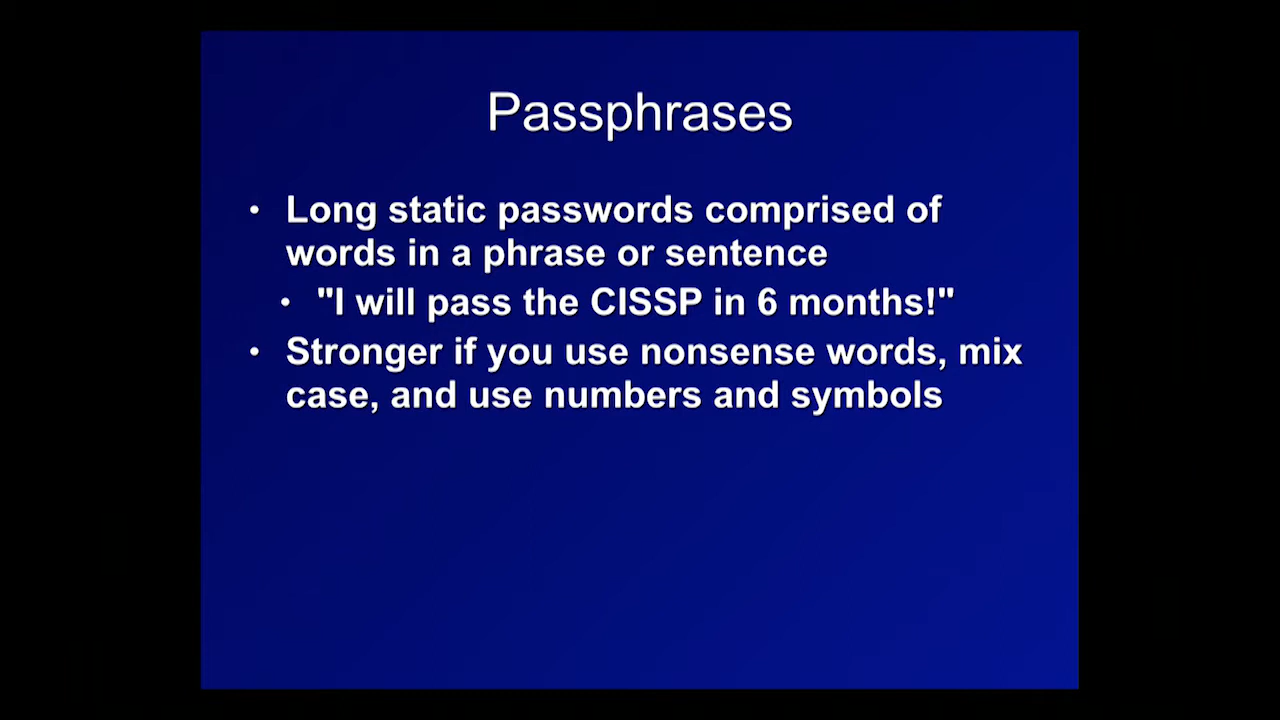 Passphrases
• Long static passwords comprised of
words in a phrase or sentence
• "I will pass the CISSP in 6 months!"
• Stronger if you use nonsense words, mix
case, and use numbers and symbols